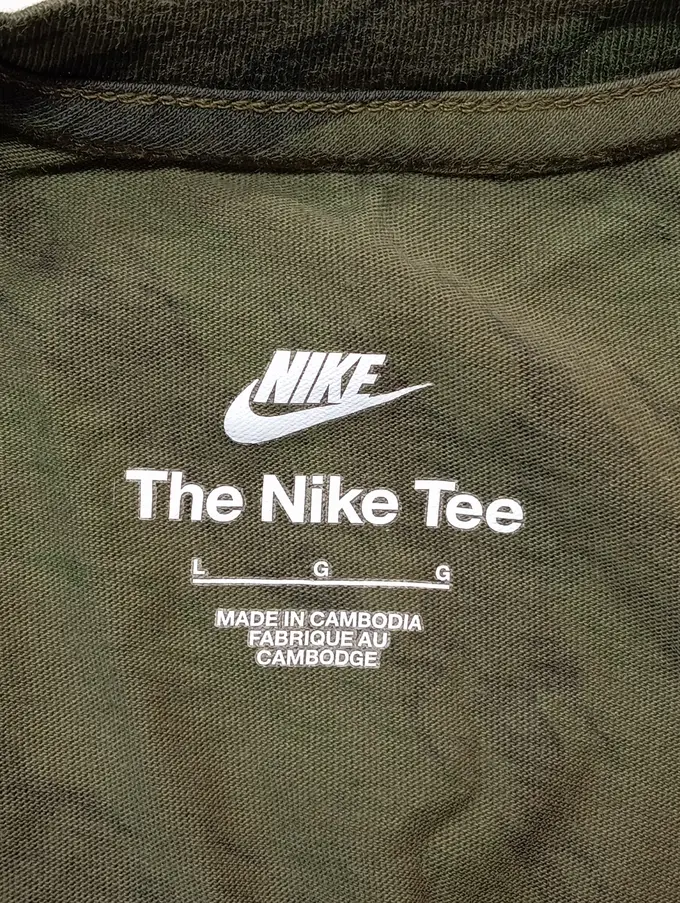 NIKE
The Nike Tee
L G G
MADE IN CAMBODIA
FABRIQUE AU
CAMBODGE